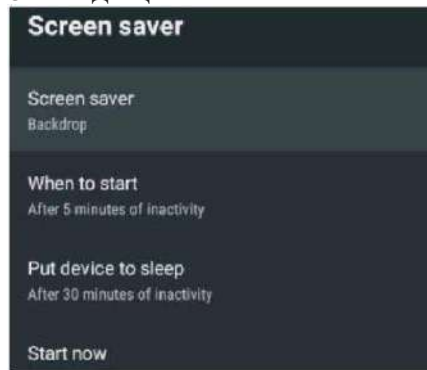 Screen saver
Screen saver
Backdrop
When to start
After 5 minutes of inactivity
Put device to sleep
After 30 minutes of inactivity
Start now